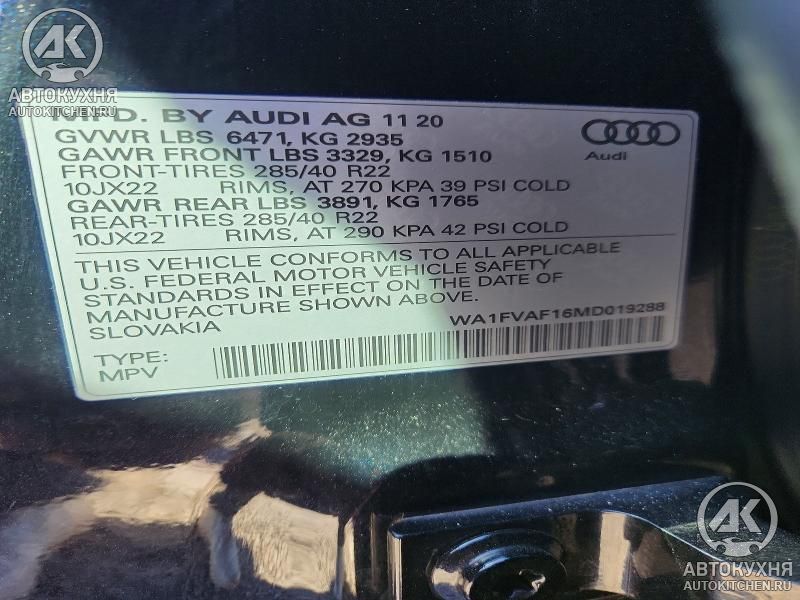 АК
АВТОКУХНЯ
AUTOKITCHEN.RU
MFD. BY AUDI AG 11 20
GVWR LBS 6471, KG 2935
GAWR FRONT LBS 3329, KG 1510
FRONT-TIRES 285/40 R22
10JX22 RIMS, AT 270 KPA 39 PSI COLD
GAWR REAR LBS 3891, KG 1765
REAR-TIRES 285/40 R22
10JX22 RIMS, AT 290 KPA 42 PSI COLD
Audi
THIS VEHICLE CONFORMS TO ALL APPLICABLE
U.S. FEDERAL MOTOR VEHICLE SAFETY
STANDARDS IN EFFECT ON THE DATE OF
MANUFACTURE SHOWN ABOVE.
SLOVAKIA
WA1FVAF16MD019288
TYPE:
MPV
АК
АВТОКУХНЯ
AUTOKITCHEN.RU